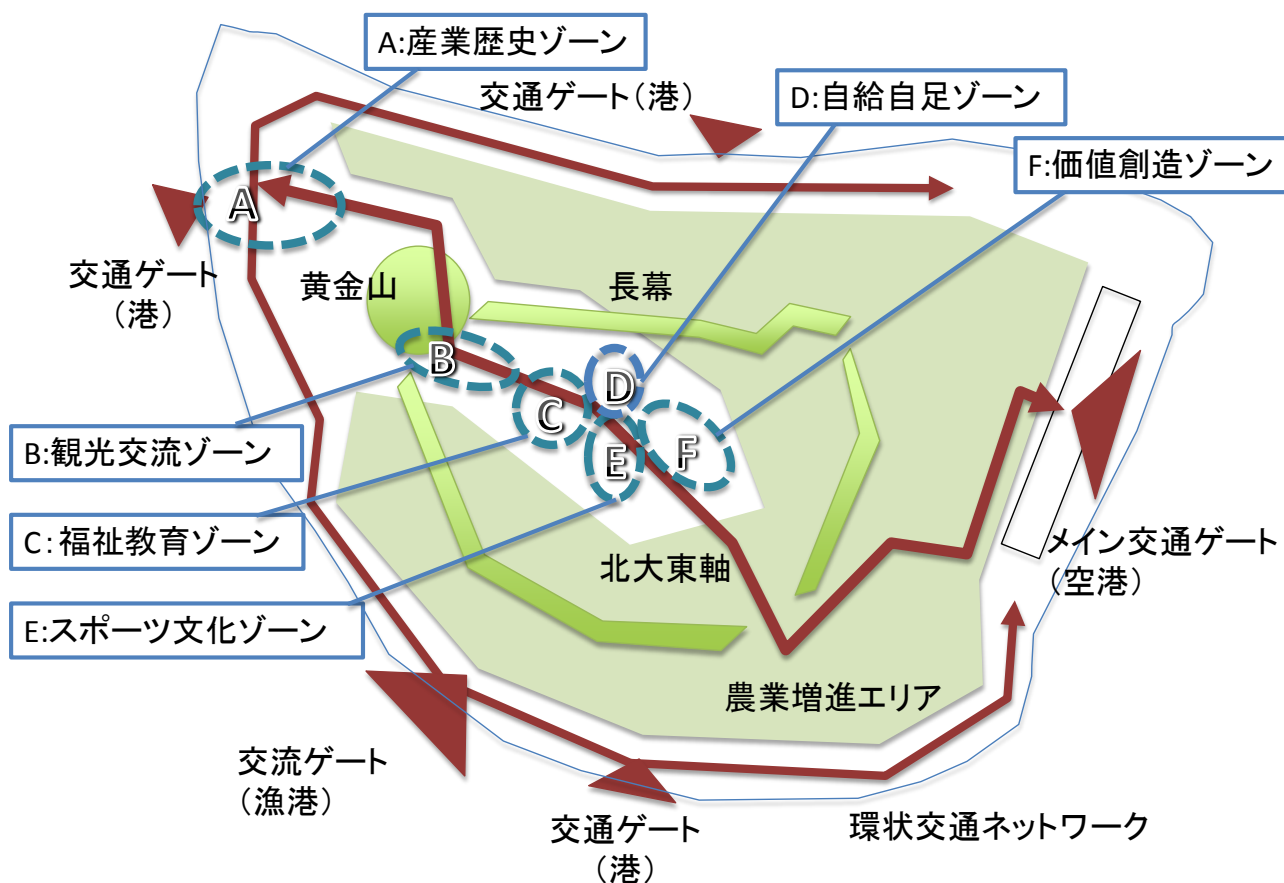 A:産業歴史ゾーン
交通ゲート(港)
D:自給自足ゾーン
F:価値創造ゾーン
A
交通ゲート
(港)
黄金山
長幕
B
D
C
F
E
B:観光交流ゾーン
C:福祉教育ゾーン
E:スポーツ文化ゾーン
北大東軸
メイン交通ゲート
(空港)
農業増進エリア
交流ゲート
(漁港)
交通ゲート
(港)
環状交通ネットワーク